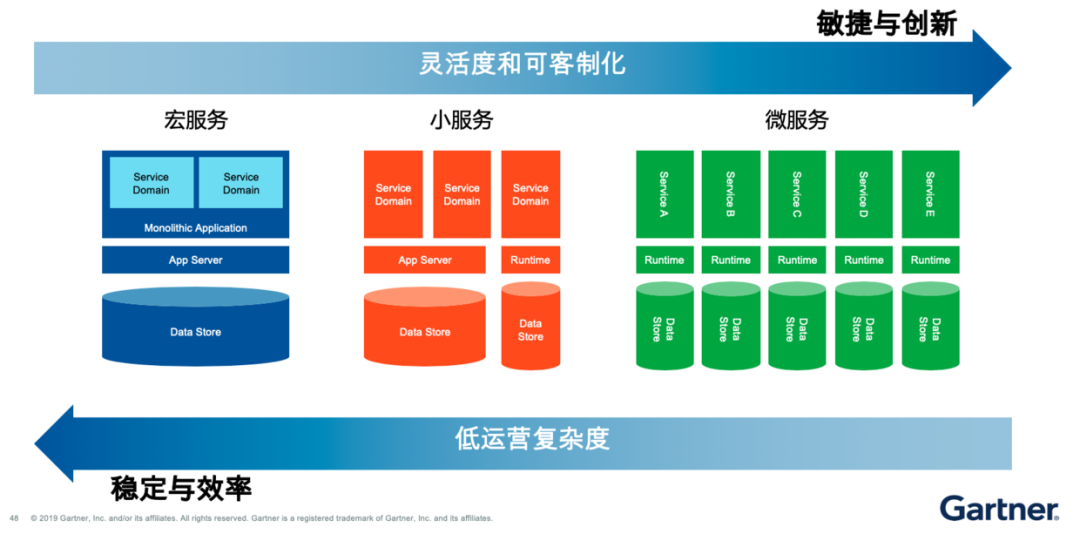 敏捷与创新
灵活度和可客制化
宏服务
小服务
微服务
Service
Domain
Service
Domain
Monolithic Application
App Server
Data Store
Service
Domain
Service
Domain
Service
Domain
App Server
Runtime
Data Store
Data
Store
Service A
Service B
Service C
Service D
Service E
Runtime
Runtime
Runtime
Runtime
Runtime
Data
Store
Data
Store
Data
Store
Data
Store
Data
Store
低运营复杂度
稳定与效率
48 © 2019 Gartner, Inc. and/or its affiliates. All rights reserved. Gartner is a registered trademark of Gartner, Inc. and its affiliates.
Gartner®